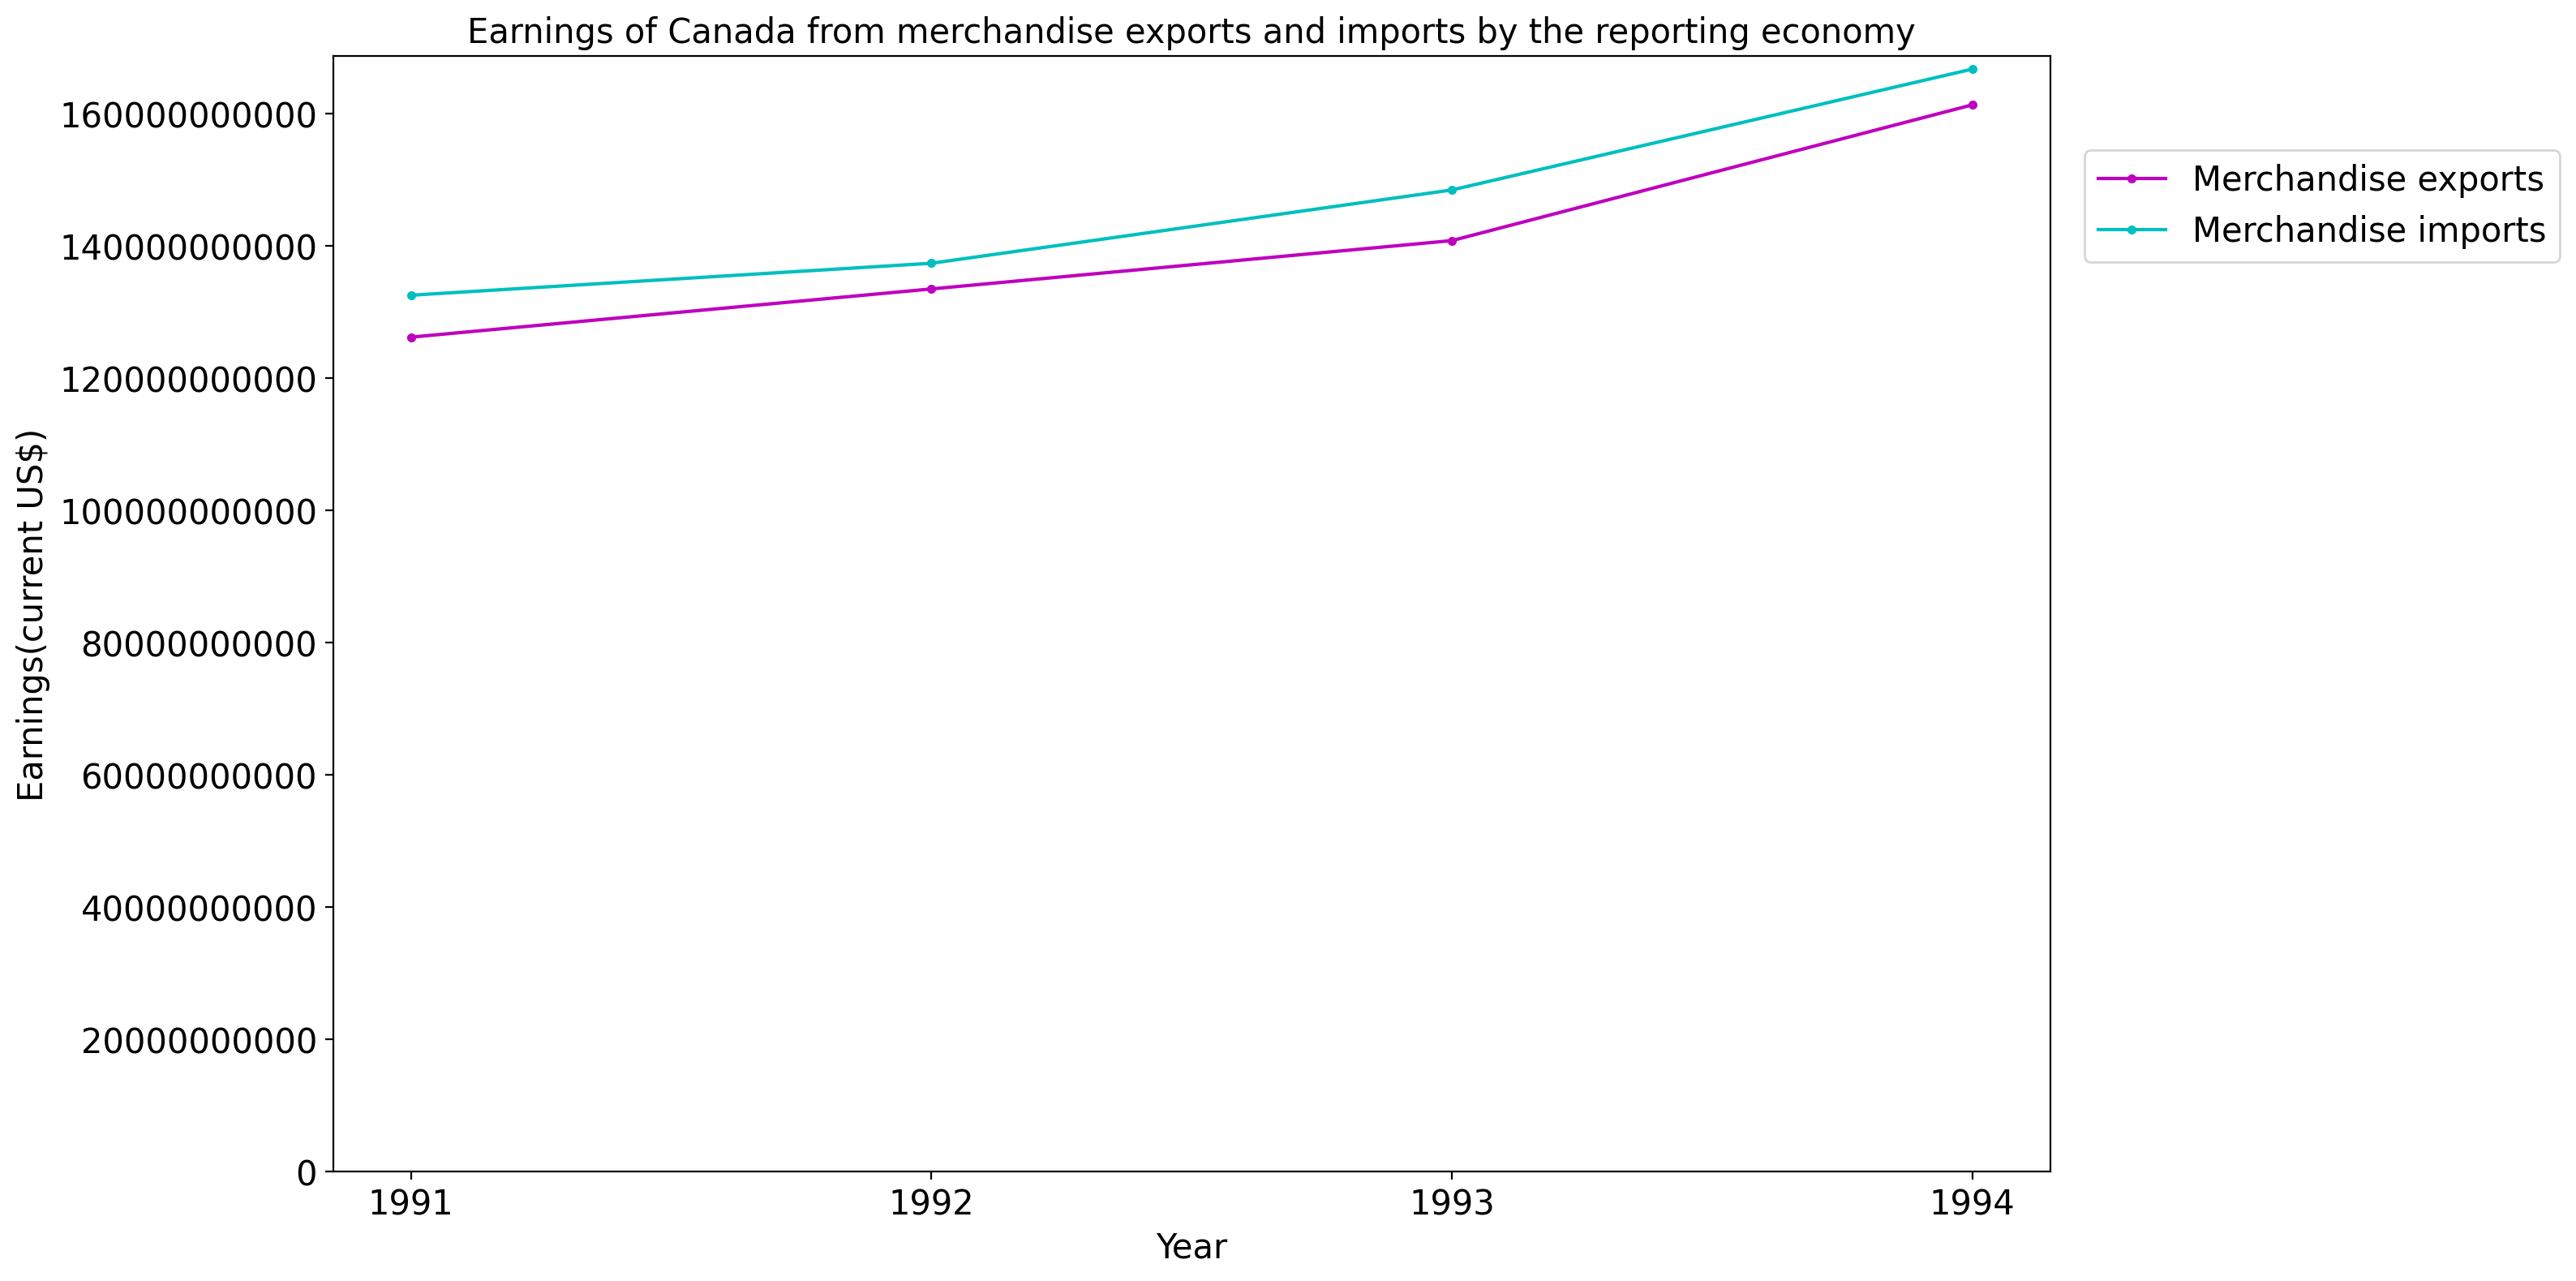 Earnings of Canada from merchandise exports and imports by the reporting economy
160000000000
140000000000
120000000000
100000000000
80000000000
60000000000
40000000000
20000000000
0
Earnings(current US$)
1991 1992 1993 1994
Year
Merchandise exports
Merchandise imports